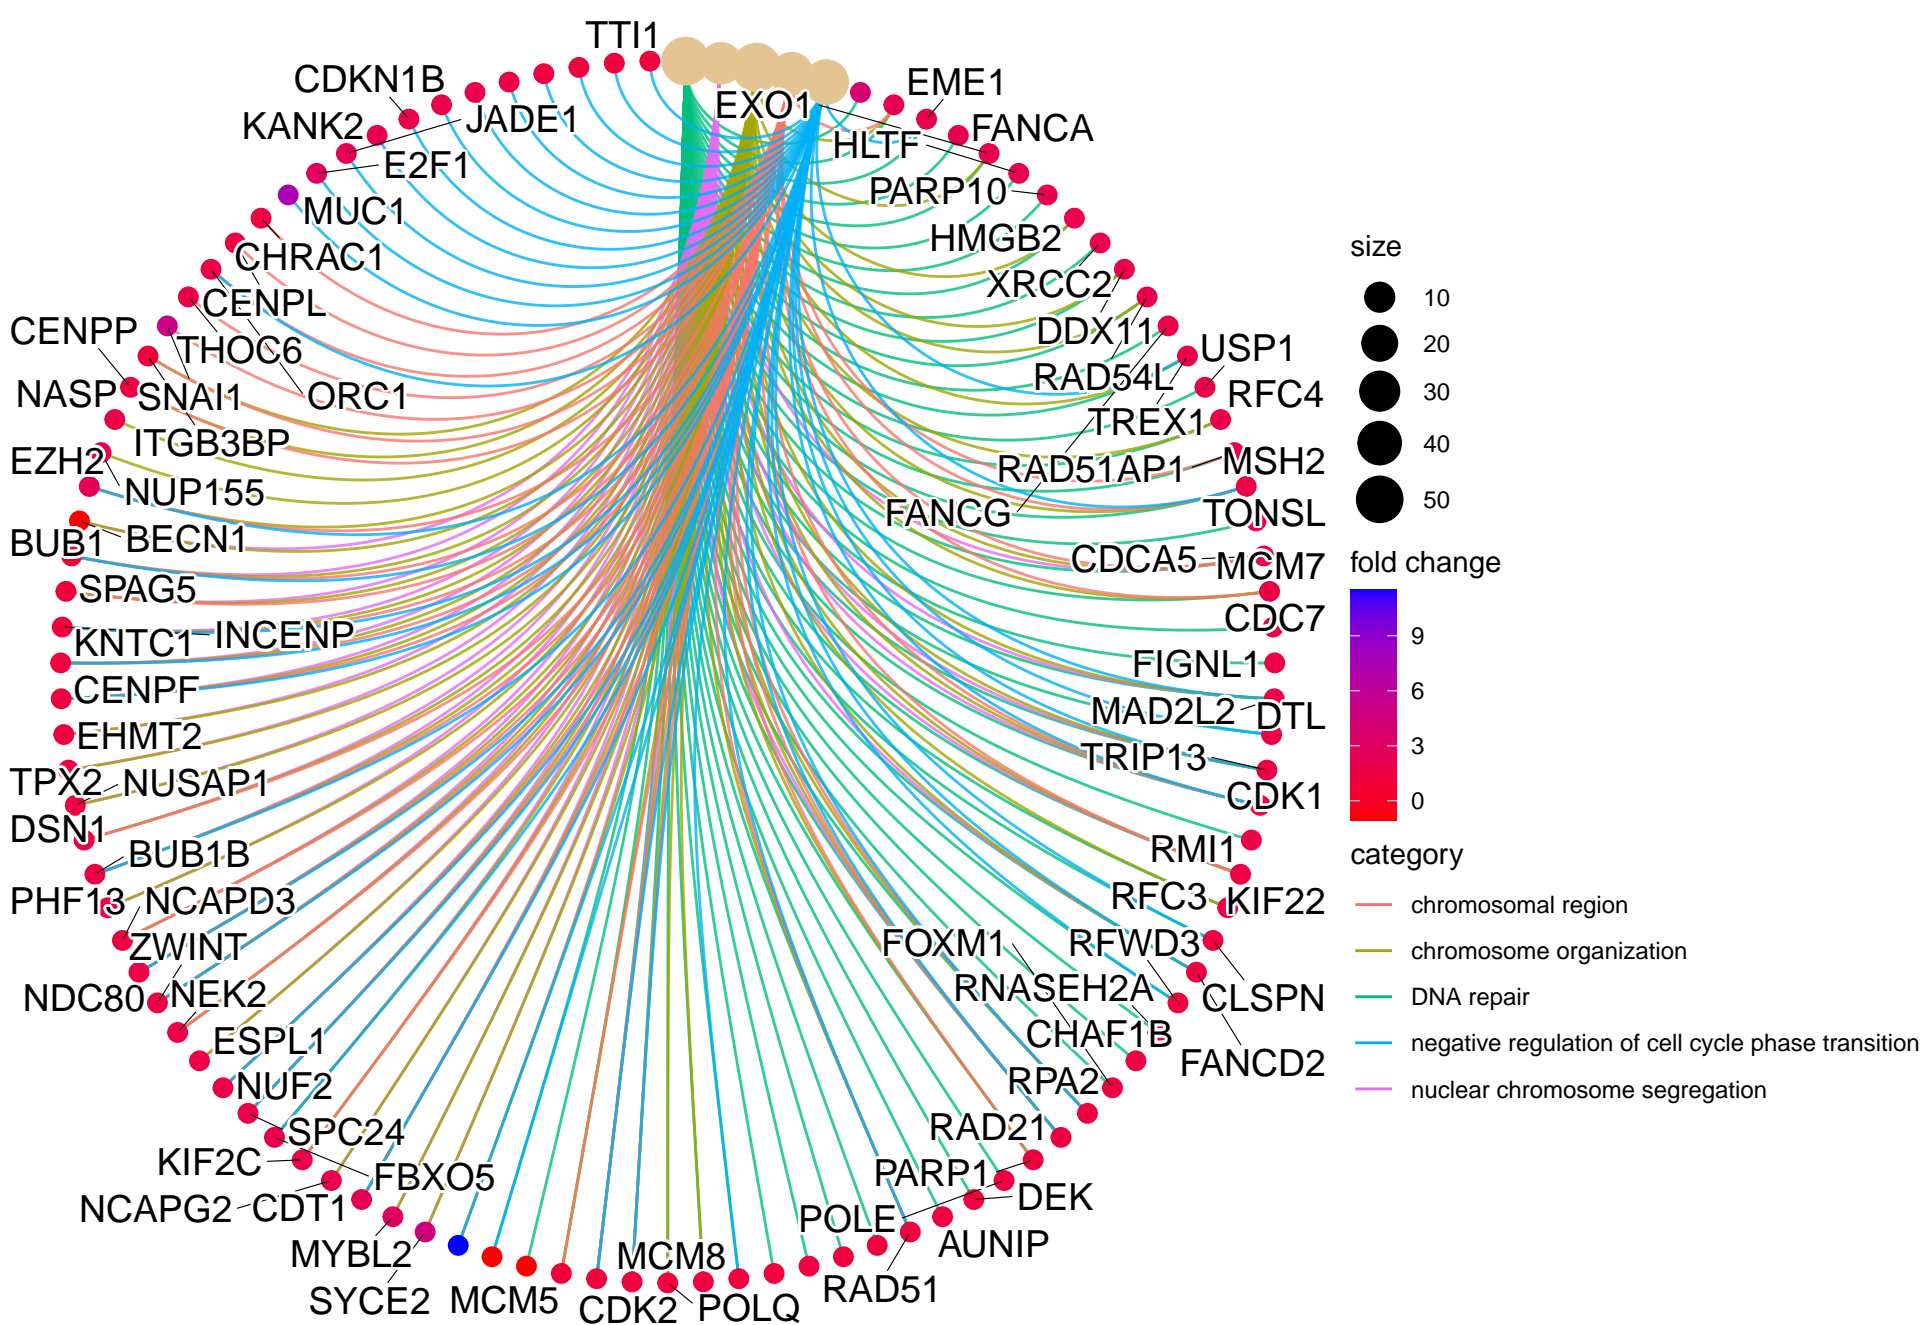 TTI1
CDKN1B
EXO1
EME1
KANK2
JADE1
FANCA
HLTF
E2F1
PARP10
MUC1
HMGB2
CHRAC1
XRCC2
CENPL
CENPP
THOC6
DDX11
USP1
SNAI1
ORC1
RAD54L
NASP
RFC4
TREX1
ITGB3BP
EZH2
RAD51AP1
MSH2
NUP155
FANCG
TONSL
BUB1
BECN1
CDCA5
MCM7
SPAG5
CDC7
KNTC1
INCENP
FIGNL1
CENPF
MAD2L2
DTL
EHMT2
TRIP13
TPX2
NUSAP1
CDK1
DSN1
BUB1B
RMI1
PHF13
NCAPD3
RFC3
KIF22
ZWINT
FOXM1
RFWD3
NDC80
NEK2
RNASEH2A
CLSPN
ESPL1
CHAF1B
FANCD2
NUF2
RPA2
SPC24
RAD21
KIF2C
FBXO5
PARP1
DEK
NCAPG2
CDT1
POLE
AUNIP
MYBL2
MCM8
SYCE2
MCM5
CDK2
POLQ
RAD51
size
10
20
30
40
50
fold change
9
6
3
0
category
chromosomal region
chromosome organization
DNA repair
negative regulation of cell cycle phase transition
nuclear chromosome segregation